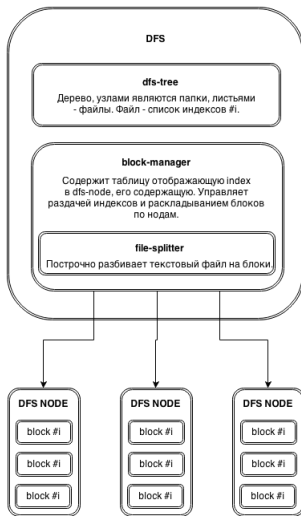 DFS
dfs-tree
Дерево, узлами являются папки, листьями
- файлы. Файл - список индексов #i.
block-manager
Содержит таблицу отображающую index
в dfs-node, его содержащую. Управляет
раздачей индексов и раскладыванием блоков
по нодам.
file-splitter
Построчно разбивает текстовый файл на блоки.
DFS NODE
block #i
block #i
block #i
DFS NODE
block #i
block #i
block #i
DFS NODE
block #i
block #i
block #i